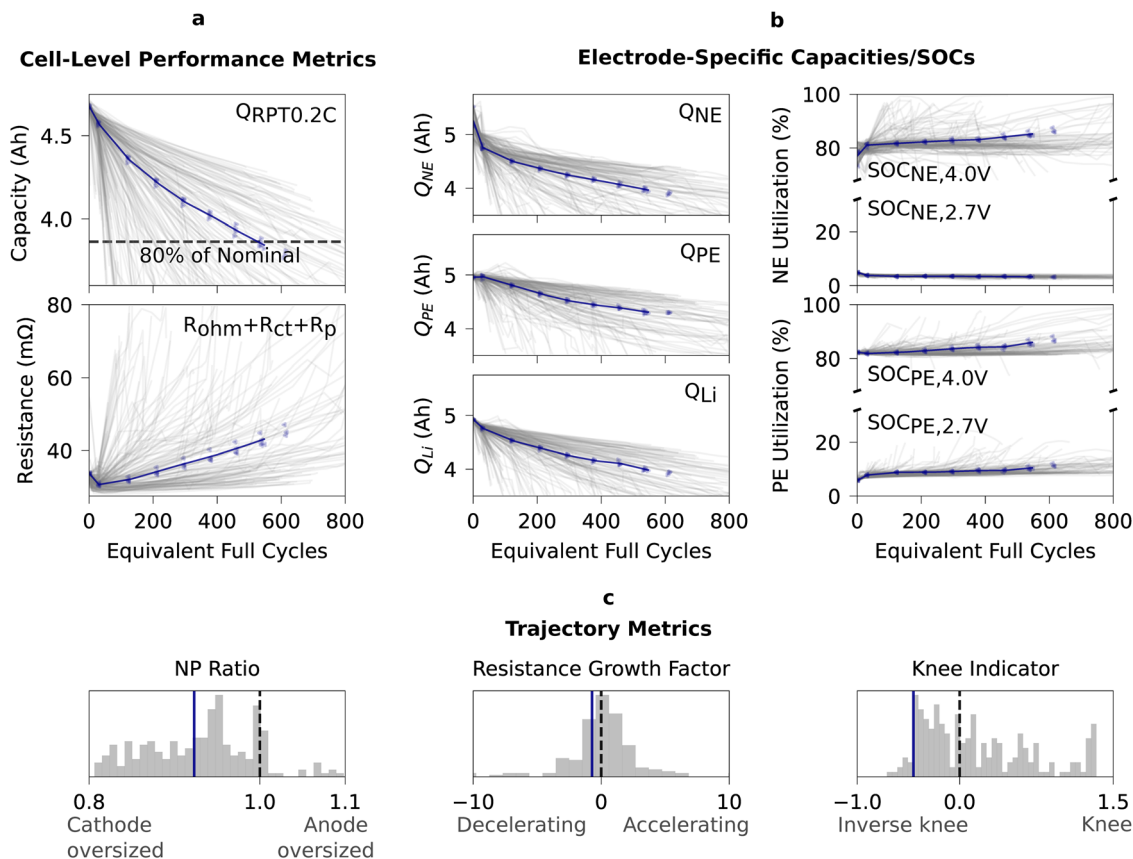 a
Cell-Level Performance Metrics
Q_RPT0.2C
4.5
4.0
Capacity (Ah)
80% of Nominal
R_ohm+R_ct+R_p
80
60
40
Resistance (mΩ)
0 200 400 600 800
Equivalent Full Cycles
b
Electrode-Specific Capacities/SOCs
Q_NE
5
4
Q_NE (Ah)
Q_PE
5
4
Q_PE (Ah)
Q_Li
5
4
Q_Li (Ah)
0 200 400 600 800
Equivalent Full Cycles
100
80
SOC_NE,4.0V
SOC_NE,2.7V
20
0
NE Utilization (%)
100
80
SOC_PE,4.0V
SOC_PE,2.7V
20
0
PE Utilization (%)
0 200 400 600 800
Equivalent Full Cycles
c
Trajectory Metrics
NP Ratio
0.8 1.0 1.1
Cathode oversized
Anode oversized
Resistance Growth Factor
−10 0 10
Decelerating Accelerating
Knee Indicator
−1.0 0.0 1.5
Inverse knee Knee